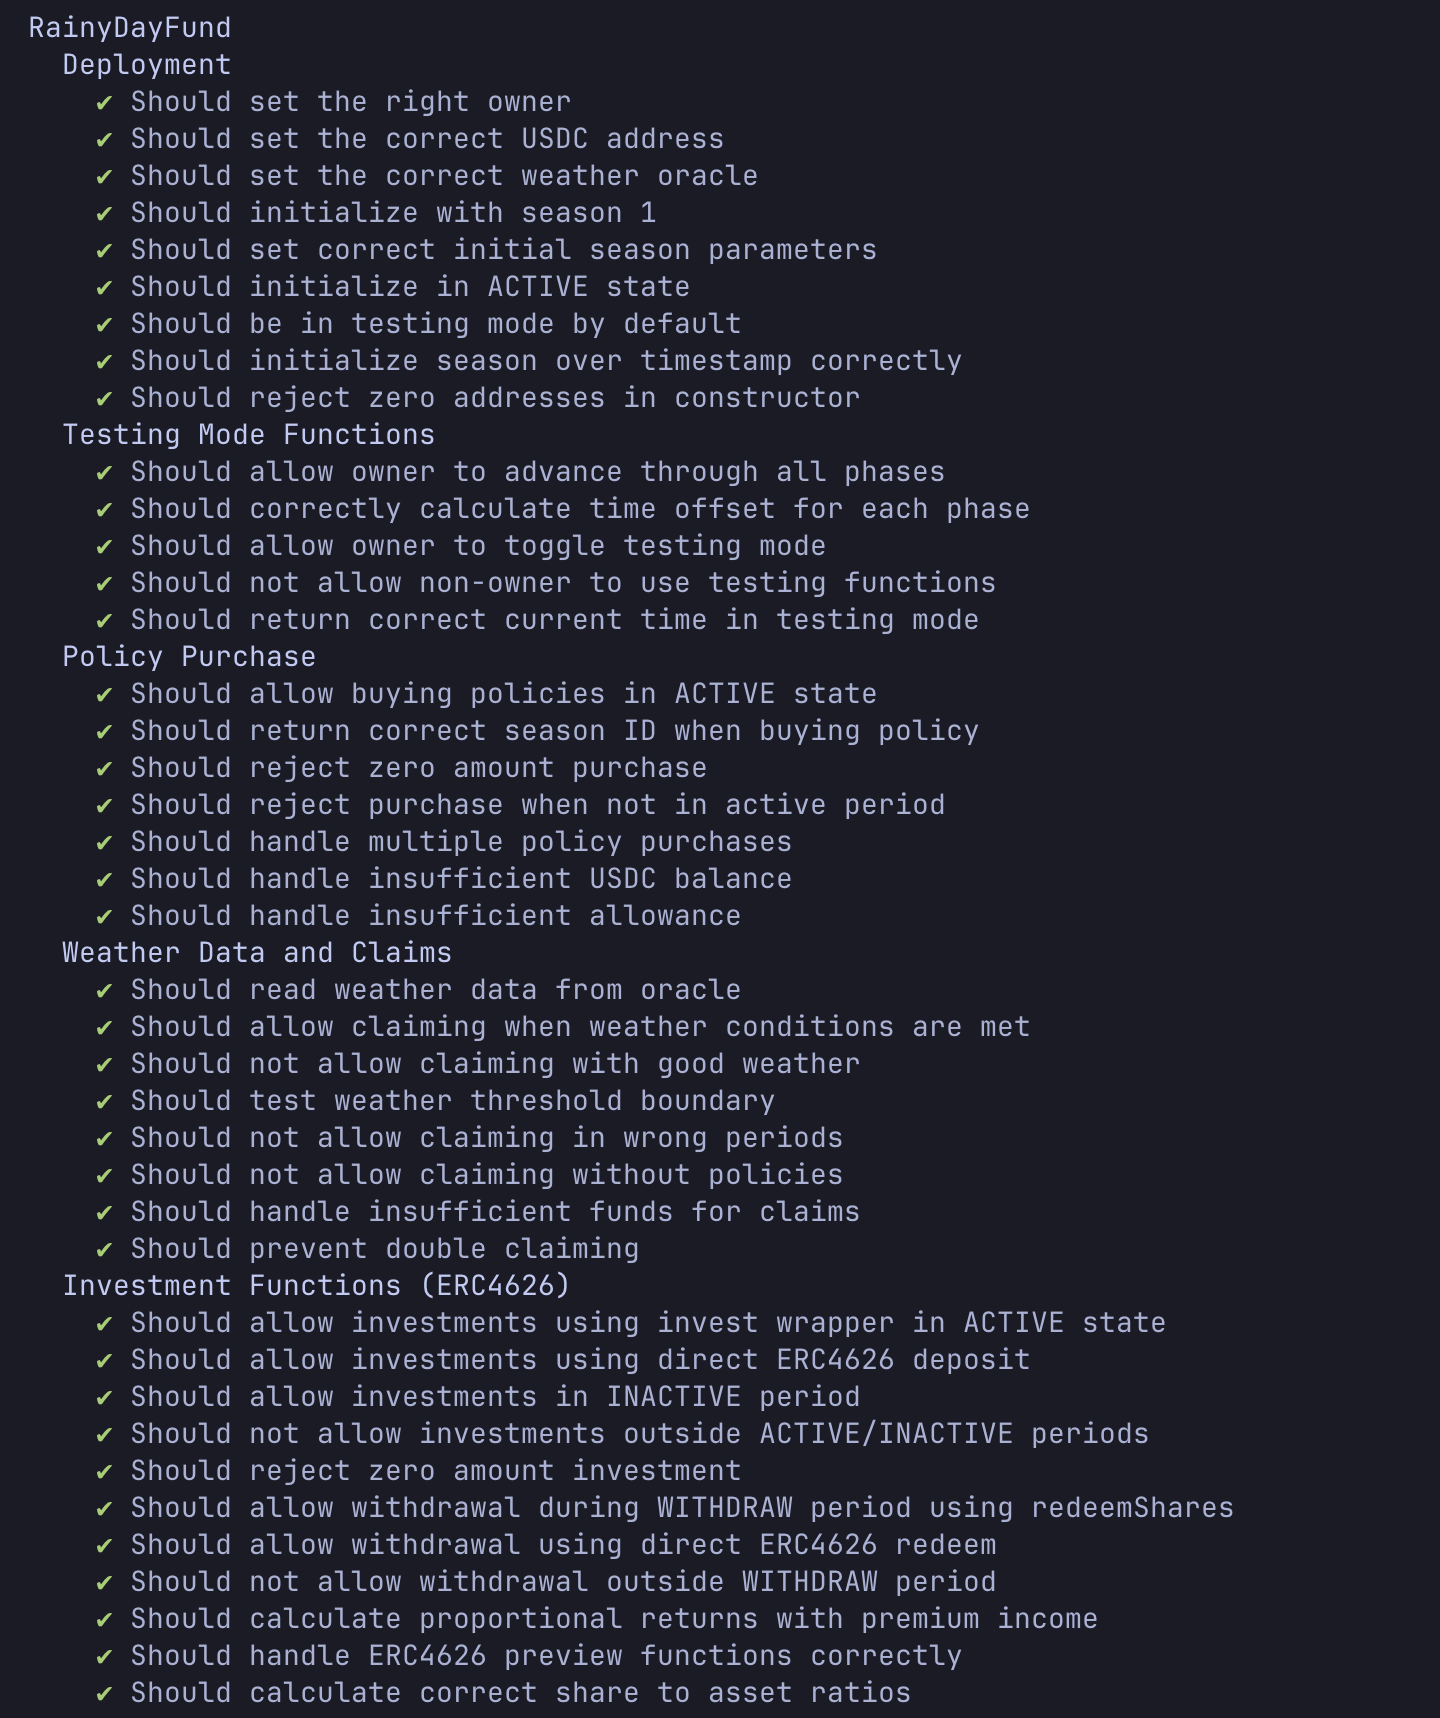 RainyDayFund
Deployment
✔ Should set the right owner
✔ Should set the correct USDC address
✔ Should set the correct weather oracle
✔ Should initialize with season 1
✔ Should set correct initial season parameters
✔ Should initialize in ACTIVE state
✔ Should be in testing mode by default
✔ Should initialize season over timestamp correctly
✔ Should reject zero addresses in constructor
Testing Mode Functions
✔ Should allow owner to advance through all phases
✔ Should correctly calculate time offset for each phase
✔ Should allow owner to toggle testing mode
✔ Should not allow non-owner to use testing functions
✔ Should return correct current time in testing mode
Policy Purchase
✔ Should allow buying policies in ACTIVE state
✔ Should return correct season ID when buying policy
✔ Should reject zero amount purchase
✔ Should reject purchase when not in active period
✔ Should handle multiple policy purchases
✔ Should handle insufficient USDC balance
✔ Should handle insufficient allowance
Weather Data and Claims
✔ Should read weather data from oracle
✔ Should allow claiming when weather conditions are met
✔ Should not allow claiming with good weather
✔ Should test weather threshold boundary
✔ Should not allow claiming in wrong periods
✔ Should not allow claiming without policies
✔ Should handle insufficient funds for claims
✔ Should prevent double claiming
Investment Functions (ERC4626)
✔ Should allow investments using invest wrapper in ACTIVE state
✔ Should allow investments using direct ERC4626 deposit
✔ Should allow investments in INACTIVE period
✔ Should not allow investments outside ACTIVE/INACTIVE periods
✔ Should reject zero amount investment
✔ Should allow withdrawal during WITHDRAW period using redeemShares
✔ Should allow withdrawal using direct ERC4626 redeem
✔ Should not allow withdrawal outside WITHDRAW period
✔ Should calculate proportional returns with premium income
✔ Should handle ERC4626 preview functions correctly
✔ Should calculate correct share to asset ratios